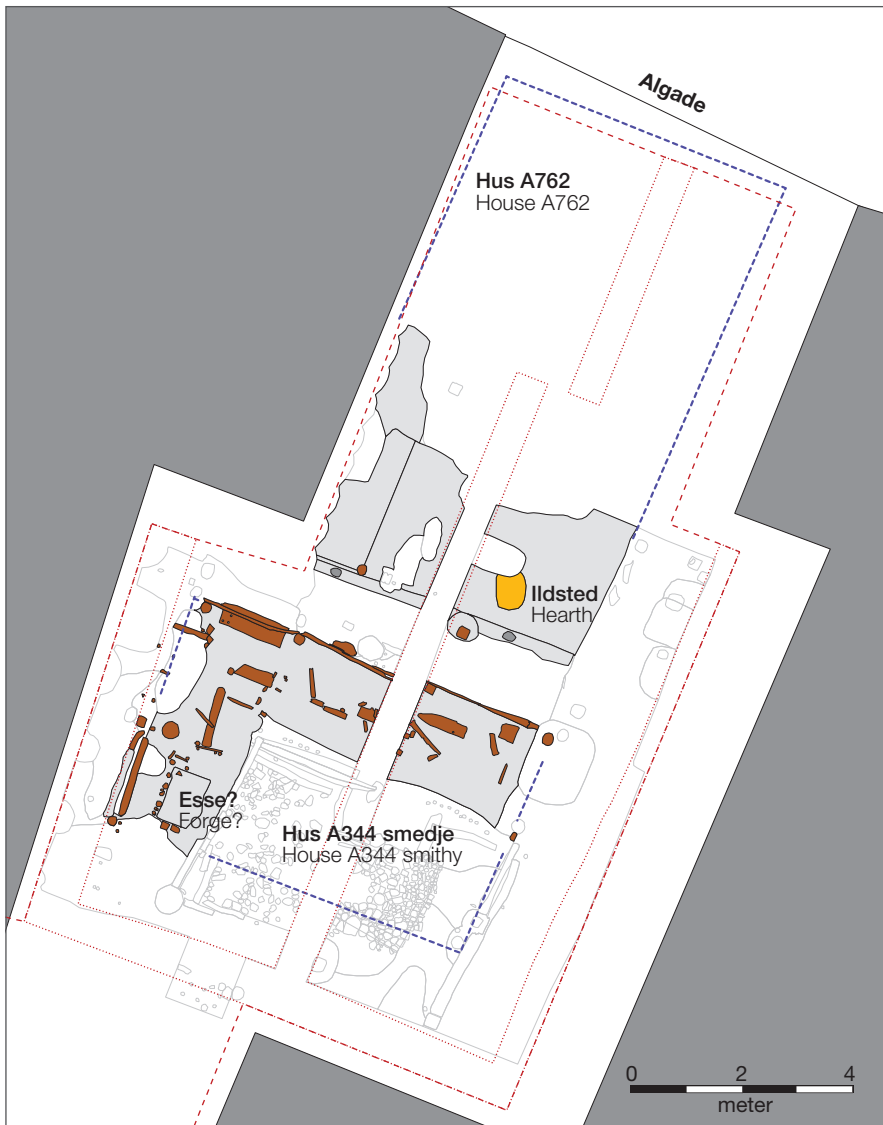 Algade
Hus A762
House A762
Ildsted
Hearth
Esse?
Forge?
Hus A344 smedje
House A344 smithy
0 2 4
meter